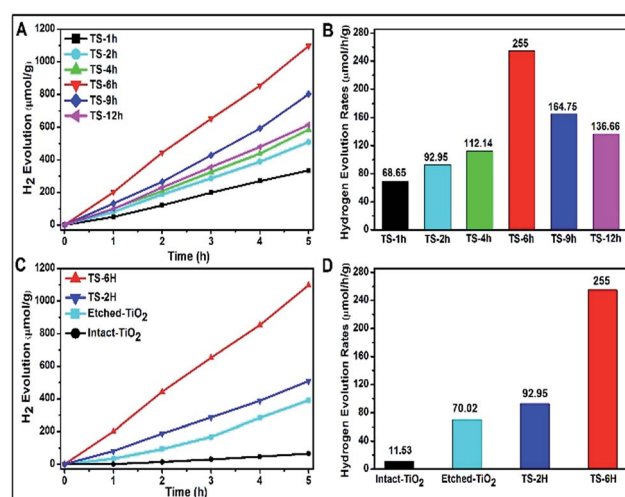 A
TS-1h
TS-2h
TS-4h
TS-6h
TS-9h
TS-12h
H2 Evolution (μmol/g)
1200
1000
800
600
400
200
0
0 1 2 3 4 5
Time (h)
B
Hydrogen Evolution Rates (μmol/h/g)
280
240
200
160
120
80
40
0
68.65
92.95
112.14
255
164.75
136.66
TS-1h TS-2h TS-4h TS-6h TS-9h TS-12h
C
TS-6H
TS-2H
Etched-TiO2
Intact-TiO2
H2 Evolution (μmol/g)
1200
1000
800
600
400
200
0
0 1 2 3 4 5
Time (h)
D
Hydrogen Evolution Rates (μmol/h/g)
280
240
200
160
120
80
40
0
11.53
70.02
92.95
255
Intact-TiO2 Etched-TiO2 TS-2H TS-6H